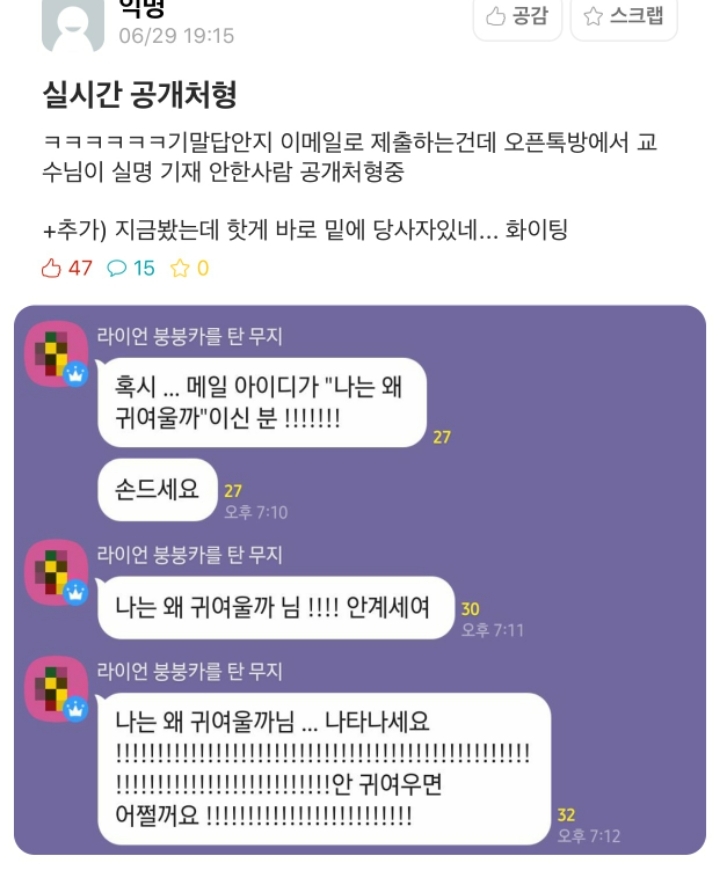 익명
06/29 19:15
공감
스크랩
실시간 공개처형
ㅋㅋㅋㅋㅋㅋ기말답안지 이메일로 제출하는건데 오픈톡방에서 교
수님이 실명 기재 안한사람 공개처형중
+추가) 지금봤는데 핫게 바로 밑에 당사자있네... 화이팅
47 15 0
라이언 붕붕카를 탄 무지
혹시 ... 메일 아이디가 "나는 왜
귀여울까"이신 분 !!!!!!!
27
손드세요
27
오후 7:10
라이언 붕붕카를 탄 무지
나는 왜 귀여울까 님 !!!! 안계세여
30
오후 7:11
라이언 붕붕카를 탄 무지
나는 왜 귀여울까님 ... 나타나세요
!!!!!!!!!!!!!!!!!!!!!!!!!!!!!!!!!!!!!!!!!!!!!!!!!!
!!!!!!!!!!!!!!!!!!!!!!!!!!안 귀여우면
어쩔꺼요 !!!!!!!!!!!!!!!!!!!!!!!!!
32
오후 7:12